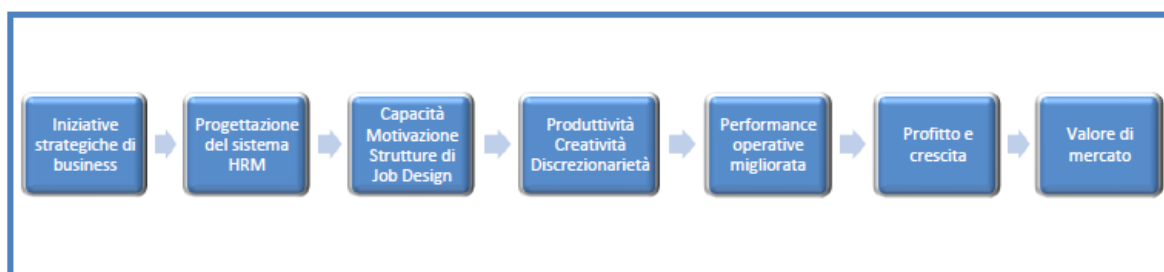 Iniziative
strategiche di
business
Progettazione
del sistema
HRM
Capacità
Motivazione
Strutture di
Job Design
Produttività
Creatività
Discrezionarietà
Performance
operative
migliorata
Profitto e
crescita
Valore di
mercato